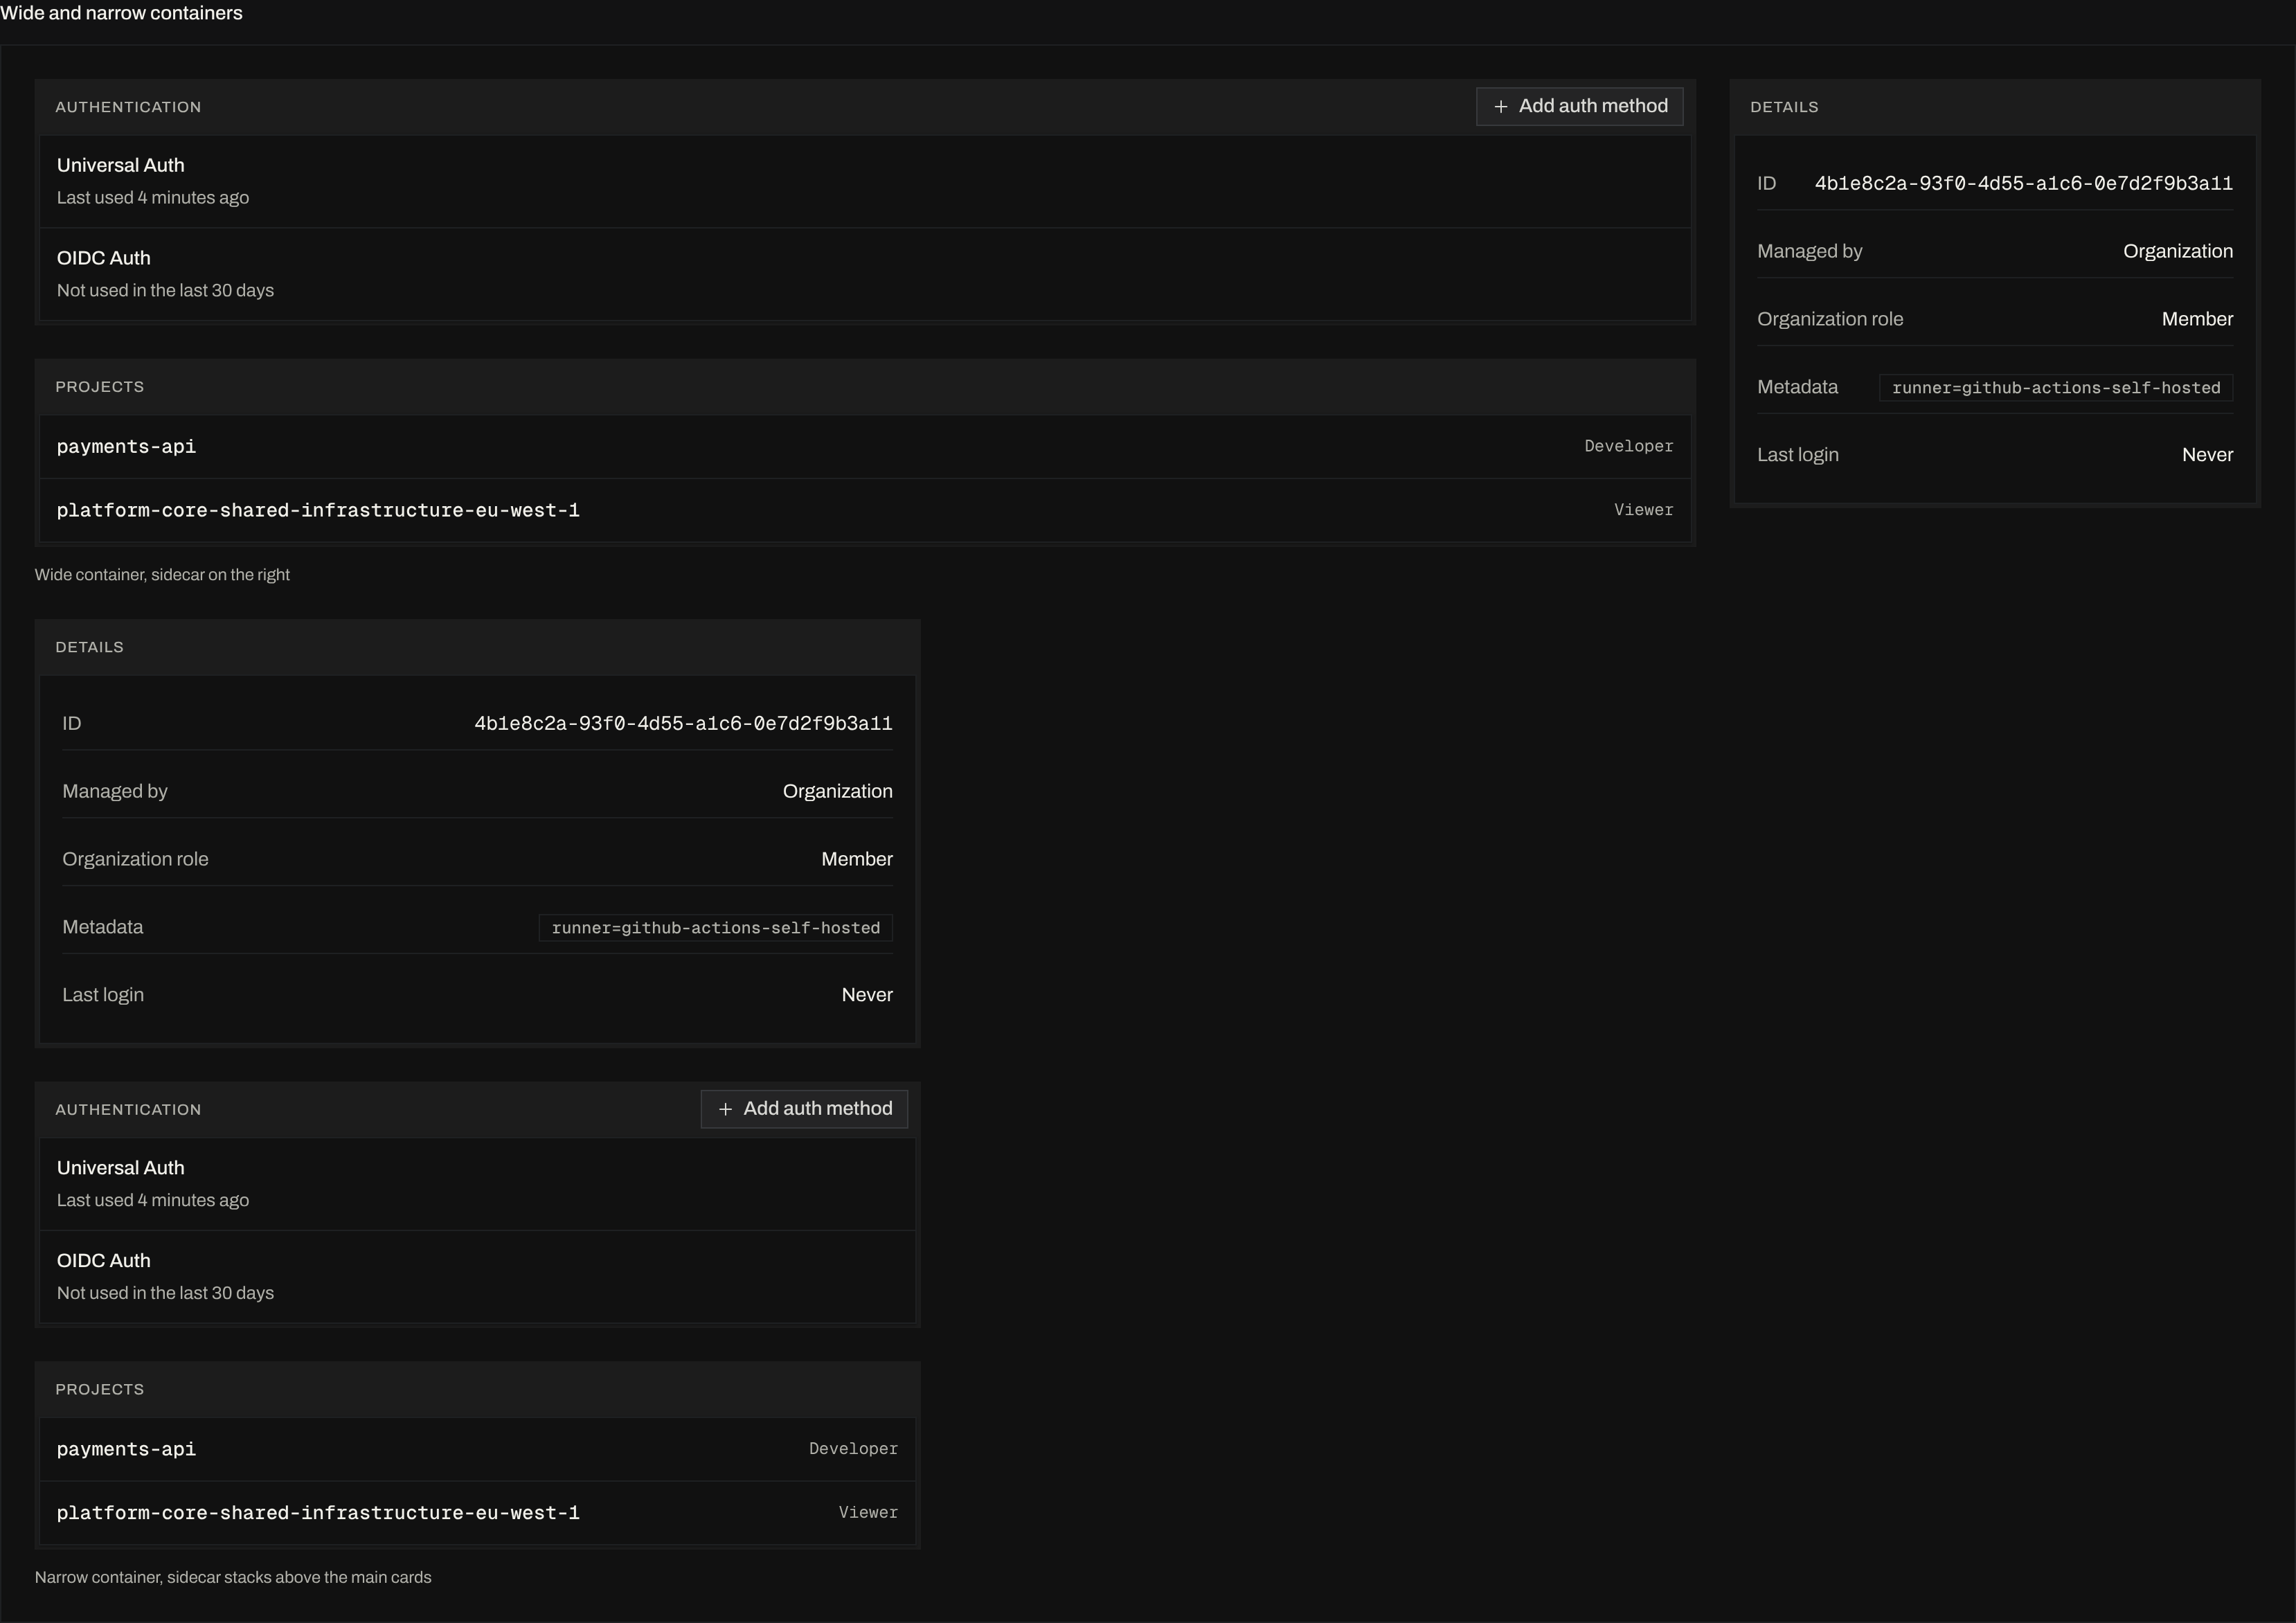 Wide and narrow containers
AUTHENTICATION
Add auth method
Universal Auth
Last used 4 minutes ago
OIDC Auth
Not used in the last 30 days
PROJECTS
payments-api
Developer
platform-core-shared-infrastructure-eu-west-1
Viewer
DETAILS
ID 4b1e8c2a-93f0-4d55-a1c6-0e7d2f9b3a11
Managed by Organization
Organization role Member
Metadata runner=github-actions-self-hosted
Last login Never
Wide container, sidecar on the right
DETAILS
ID 4b1e8c2a-93f0-4d55-a1c6-0e7d2f9b3a11
Managed by Organization
Organization role Member
Metadata runner=github-actions-self-hosted
Last login Never
AUTHENTICATION
Add auth method
Universal Auth
Last used 4 minutes ago
OIDC Auth
Not used in the last 30 days
PROJECTS
payments-api
Developer
platform-core-shared-infrastructure-eu-west-1
Viewer
Narrow container, sidecar stacks above the main cards